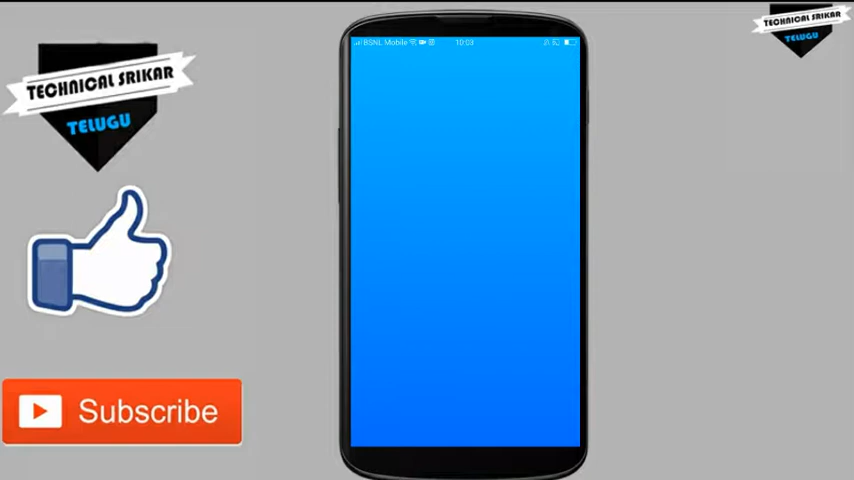 TECHNICAL SRIKAR
TELUGU
Subscribe
BSNL Mobile
10:03
TECHNICAL SRIKAR
TELUGU